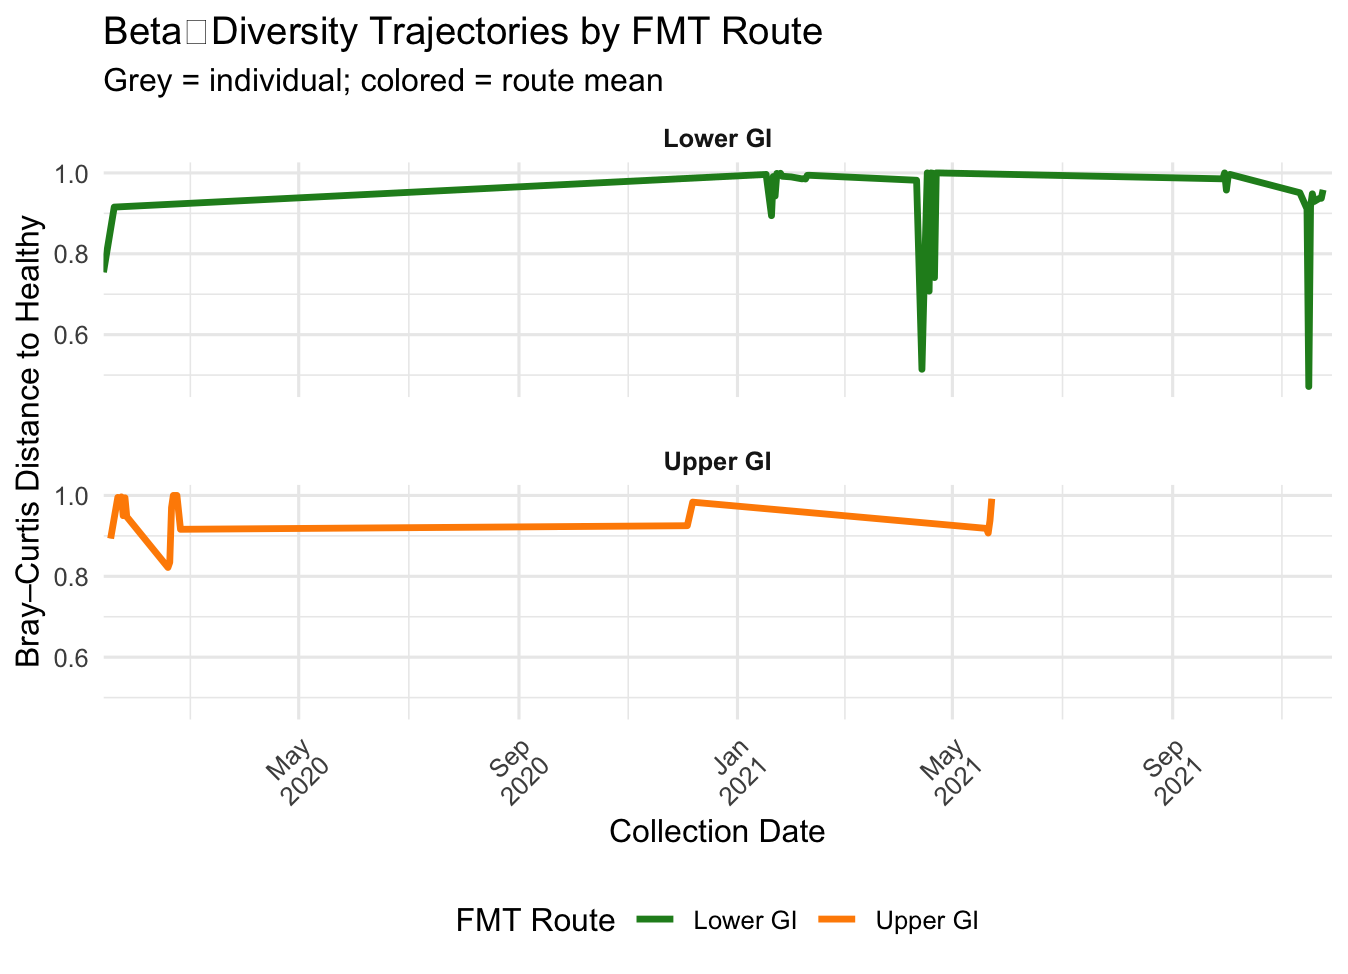 Beta□Diversity Trajectories by FMT Route
Grey = individual; colored = route mean
Lower GI
1.0
0.8
0.6
Upper GI
1.0
0.8
0.6
Bray–Curtis Distance to Healthy
May
2020
Sep
2020
Jan
2021
May
2021
Sep
2021
Collection Date
FMT Route
Lower GI
Upper GI